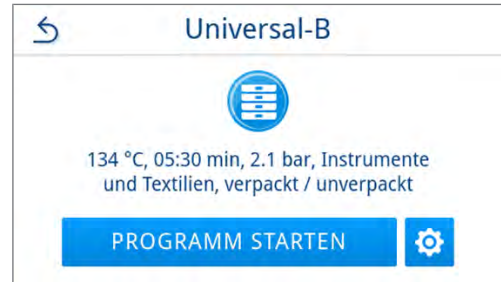 Universal-B
134 °C, 05:30 min, 2.1 bar, Instrumente
und Textilien, verpackt / unverpackt
PROGRAMM STARTEN